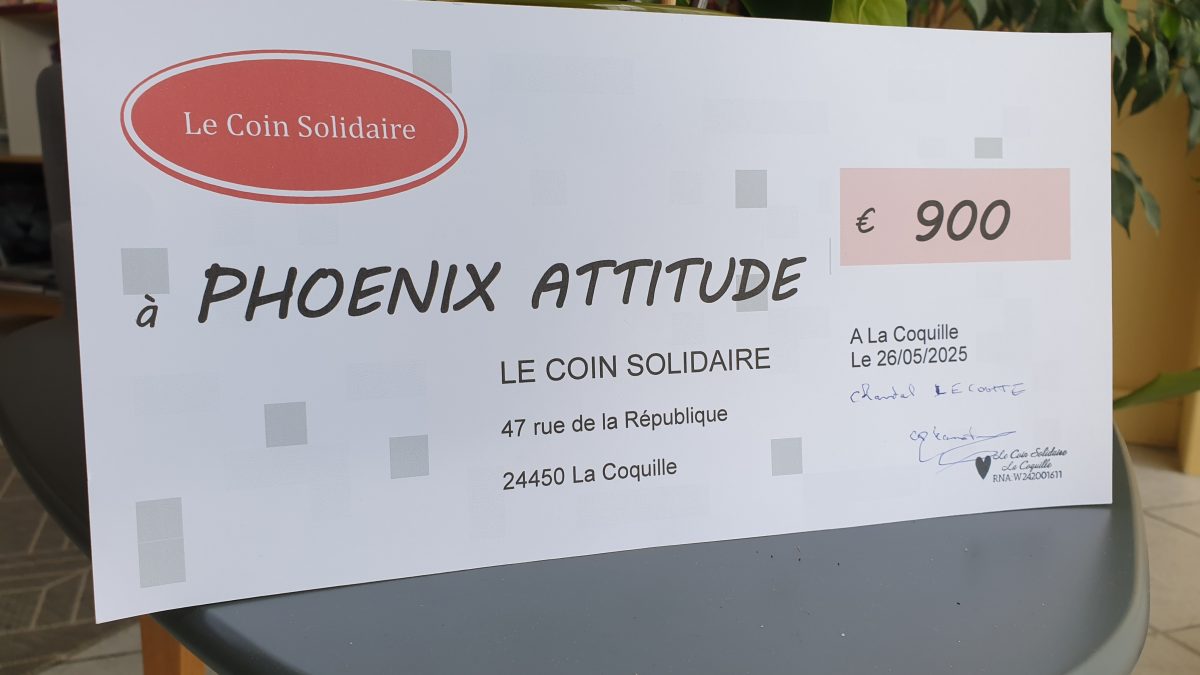 Le Coin Solidaire
€ 900
à PHOENIX ATTITUDE
LE COIN SOLIDAIRE
47 rue de la République
24450 La Coquille
A La Coquille
Le 26/05/2025
Chantal LECOMTE
Le Coin Solidaire
La Coquille
RNA:W242001611